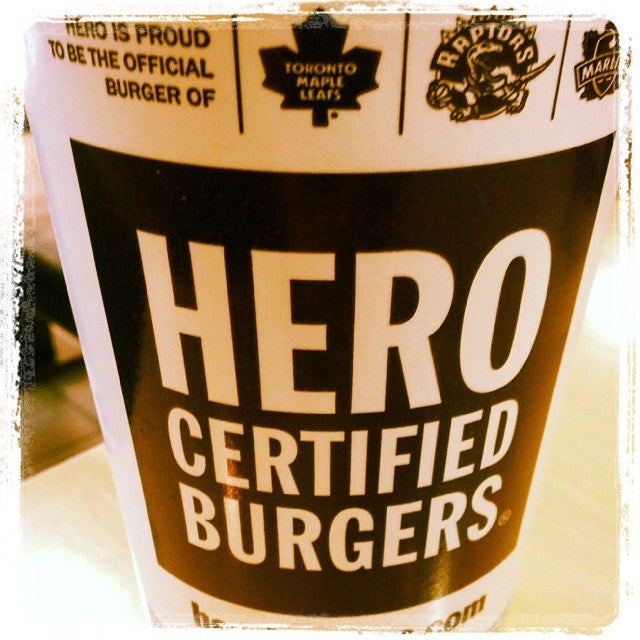 HERO IS PROUD
TO BE THE OFFICIAL
BURGER OF
TORONTO
MAPLE
LEAFS
RAPTORS
HERO
CERTIFIED
BURGERS®